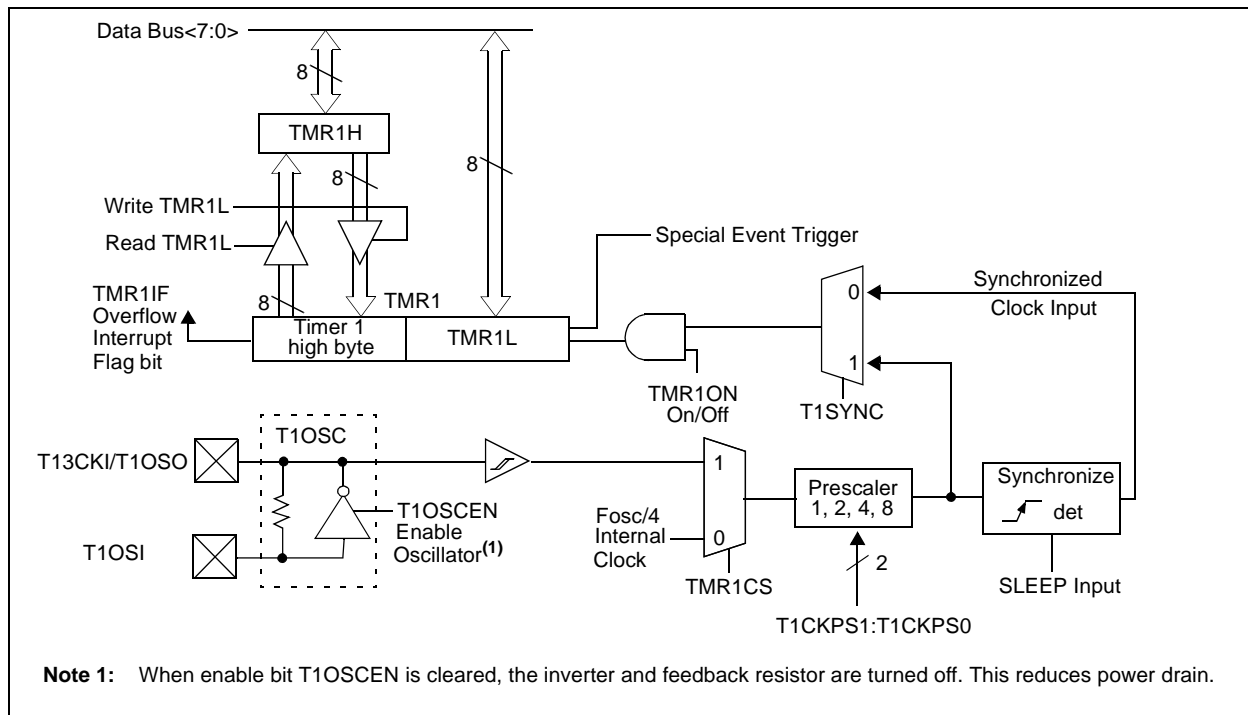 Data Bus<7:0>
8
TMR1H
8
8
Write TMR1L
Read TMR1L
Special Event Trigger
8
TMR1
TMR1IF
Overflow
Interrupt
Flag bit
Timer 1
high byte
TMR1L
0
1
Synchronized
Clock Input
TMR1ON
On/Off
T1SYNC
T1OSC
T13CKI/T1OSO
T1OSI
T1OSCEN
Enable
Oscillator(1)
1
0
Fosc/4
Internal
Clock
TMR1CS
Prescaler
1, 2, 4, 8
2
T1CKPS1:T1CKPS0
Synchronize
det
SLEEP Input
Note 1: When enable bit T1OSCEN is cleared, the inverter and feedback resistor are turned off. This reduces power drain.